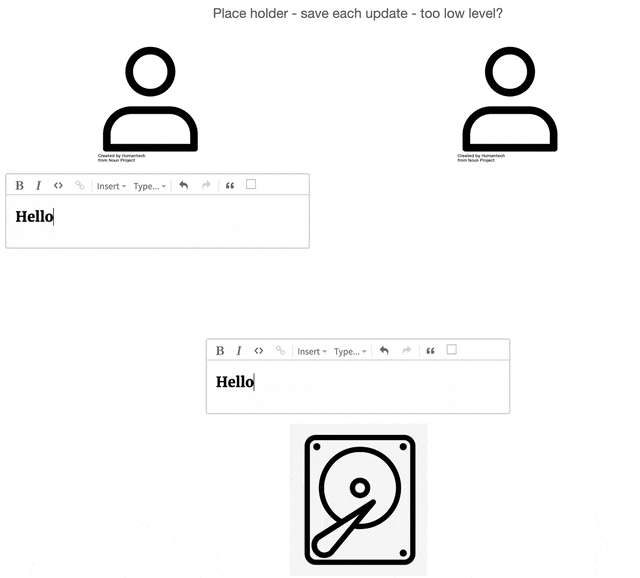 Place holder - save each update - too low level?
Created by Humantech
from Noun Project
Created by Humantech
from Noun Project
B I <> Insert Type... “
Hello
B I <> Insert Type... “
Hello